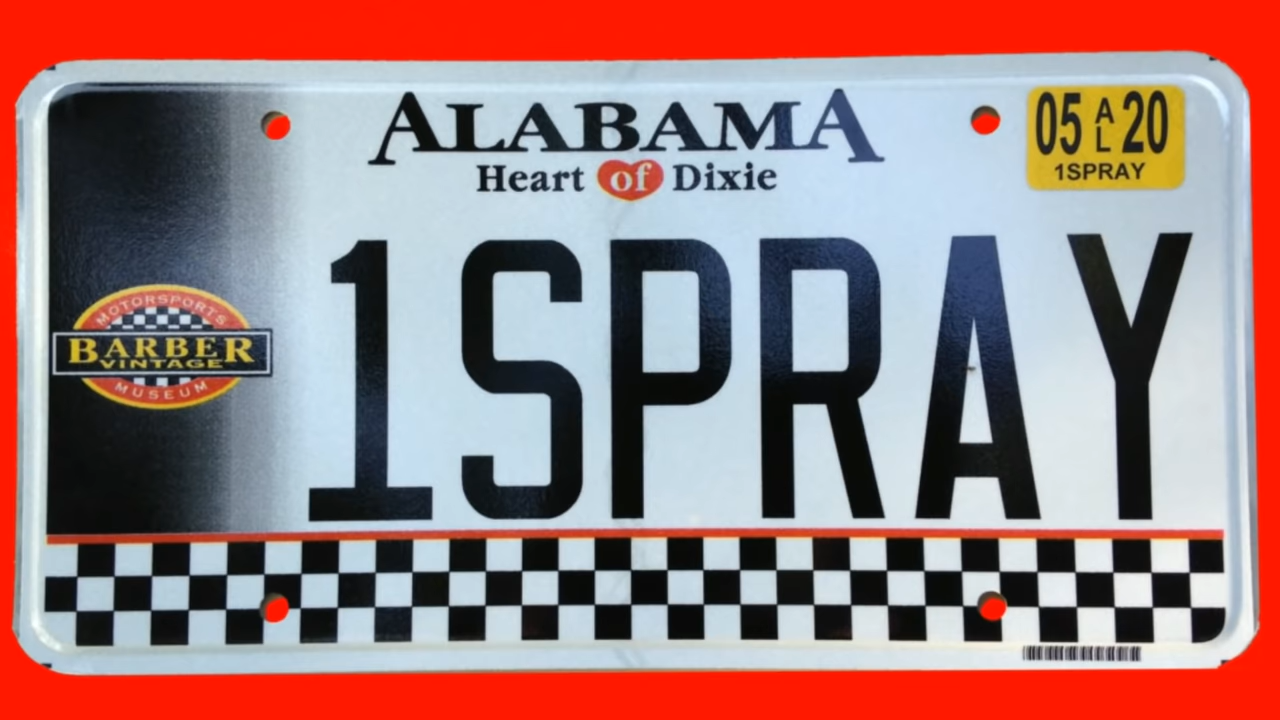 ALABAMA
Heart of Dixie
05 AL 20
1SPRAY
1SPRAY
MOTORSPORTS
BARBER
VINTAGE
MUSEUM